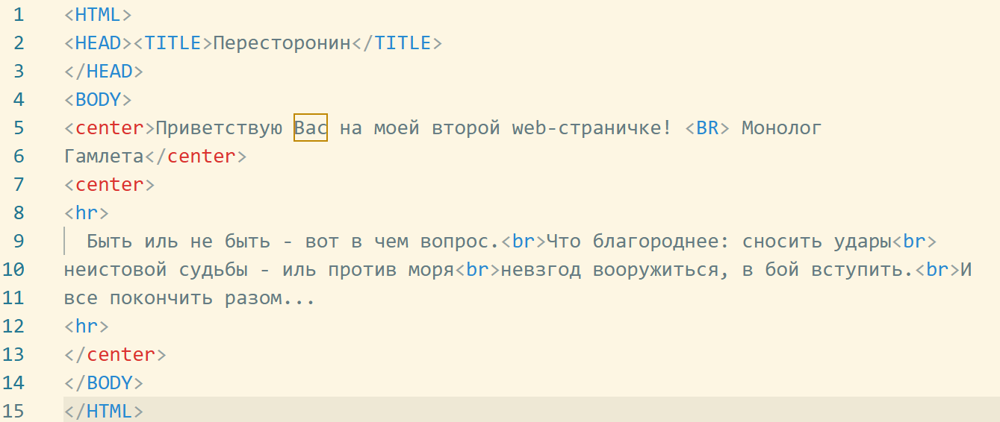 1 <HTML>
2 <HEAD><TITLE>Пересторонин</TITLE>
3 </HEAD>
4 <BODY>
5 <center>Приветствую Вас на моей второй web-страничке! <BR> Монолог
6 Гамлета</center>
7 <center>
8 <hr>
9   Быть иль не быть - вот в чем вопрос.<br>Что благороднее: сносить удары<br>
10 неистовой судьбы - иль против моря<br>невзгод вооружиться, в бой вступить.<br>И
11 все покончить разом...
12 <hr>
13 </center>
14 </BODY>
15 </HTML>